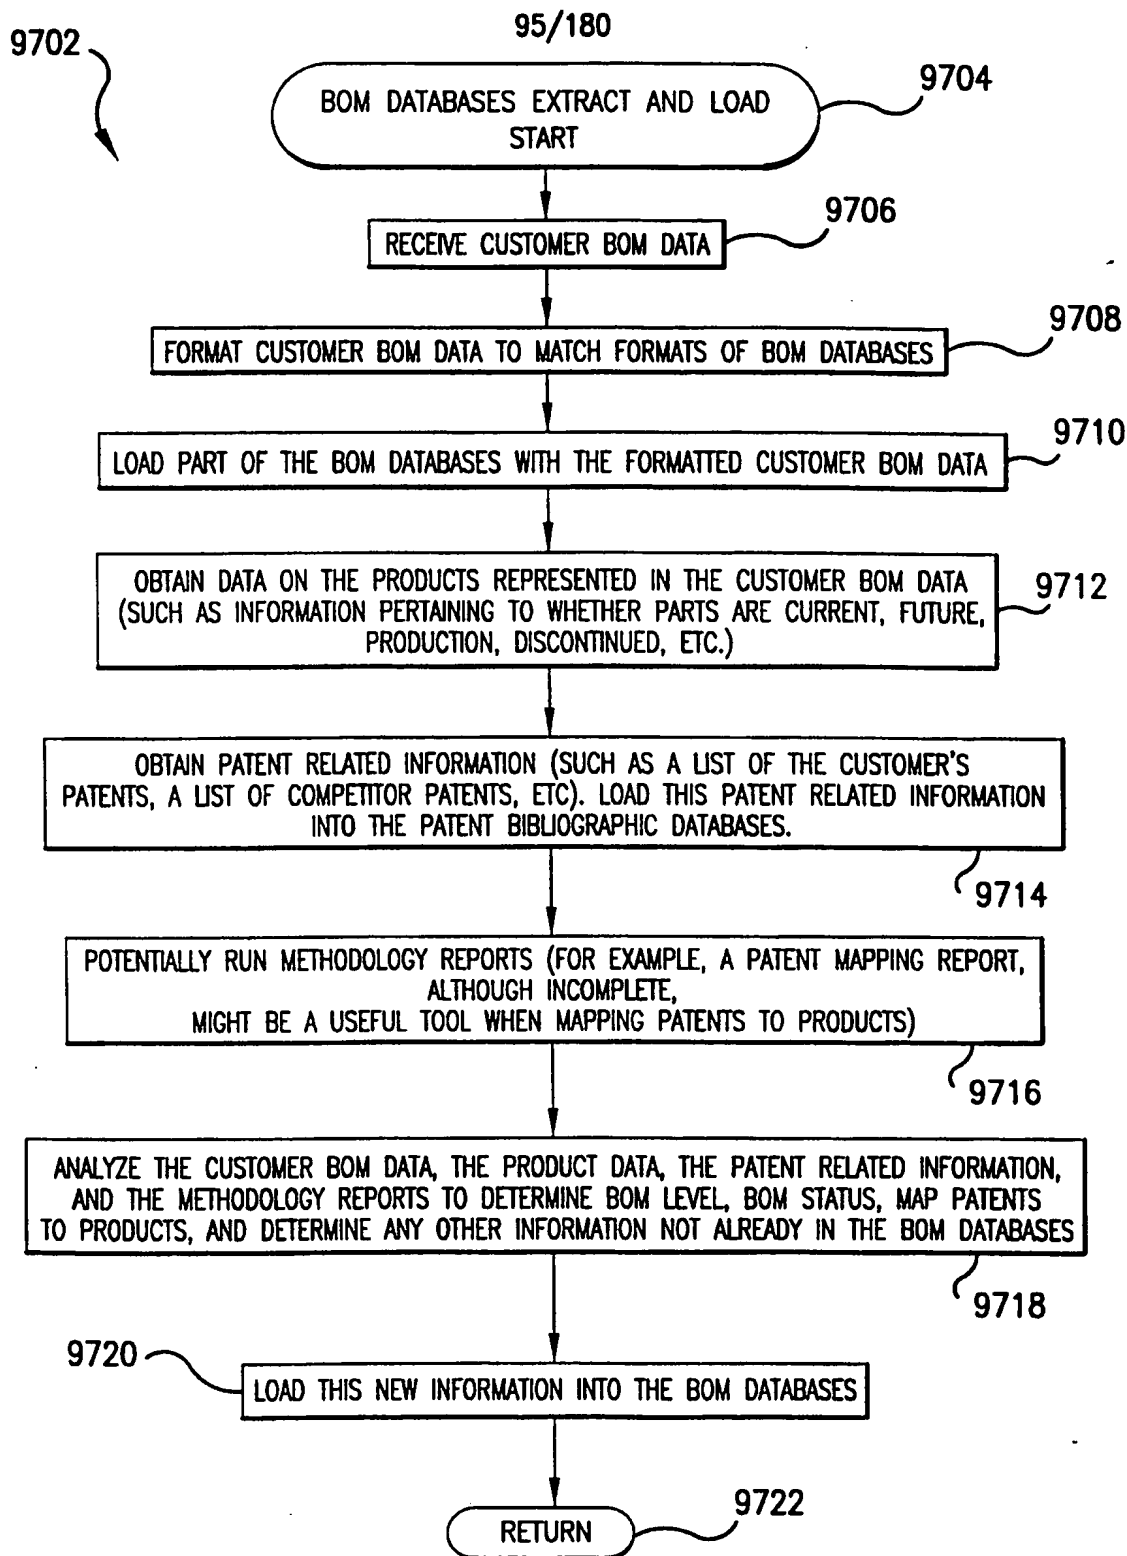 95/180
9702
9704
BOM DATABASES EXTRACT AND LOAD
START
9706
RECEIVE CUSTOMER BOM DATA
9708
FORMAT CUSTOMER BOM DATA TO MATCH FORMATS OF BOM DATABASES
9710
LOAD PART OF THE BOM DATABASES WITH THE FORMATTED CUSTOMER BOM DATA
OBTAIN DATA ON THE PRODUCTS REPRESENTED IN THE CUSTOMER BOM DATA
(SUCH AS INFORMATION PERTAINING TO WHETHER PARTS ARE CURRENT, FUTURE,
PRODUCTION, DISCONTINUED, ETC.)
9712
OBTAIN PATENT RELATED INFORMATION (SUCH AS A LIST OF THE CUSTOMER'S
PATENTS, A LIST OF COMPETITOR PATENTS, ETC). LOAD THIS PATENT RELATED INFORMATION
INTO THE PATENT BIBLIOGRAPHIC DATABASES.
9714
POTENTIALLY RUN METHODOLOGY REPORTS (FOR EXAMPLE, A PATENT MAPPING REPORT,
ALTHOUGH INCOMPLETE,
MIGHT BE A USEFUL TOOL WHEN MAPPING PATENTS TO PRODUCTS)
9716
ANALYZE THE CUSTOMER BOM DATA, THE PRODUCT DATA, THE PATENT RELATED INFORMATION,
AND THE METHODOLOGY REPORTS TO DETERMINE BOM LEVEL, BOM STATUS, MAP PATENTS
TO PRODUCTS, AND DETERMINE ANY OTHER INFORMATION NOT ALREADY IN THE BOM DATABASES
9718
9720
LOAD THIS NEW INFORMATION INTO THE BOM DATABASES
9722
RETURN